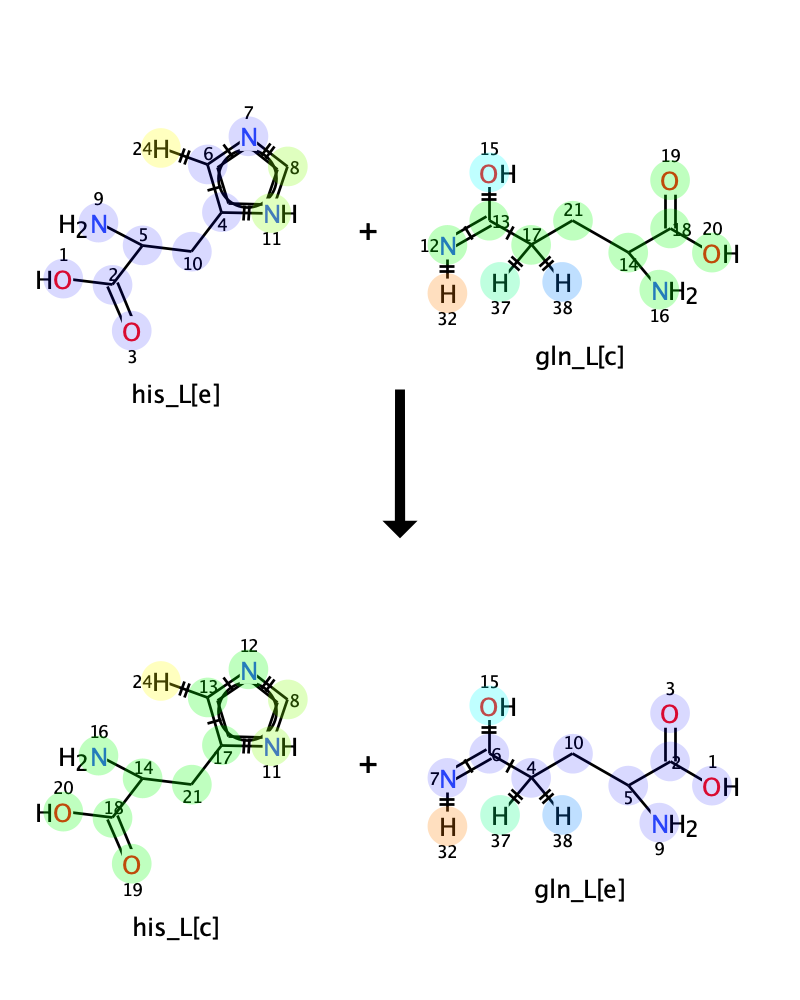 7
24 H 6 N 8
9
H2N 5 4 NH
11
1 10
HO 2
O
3
his_L[e]
+
15 19
OH O
12 N 13 17 21 18 20
OH
14
H H H NH2
32 37 38 16
gln_L[c]
12
24 H 13 N 8
16
H2N 14 17 NH
11
20 21
HO 18
O
19
his_L[c]
+
15 3
OH O
7 N 6 4 10 2 1
OH
5
H H H NH2
32 37 38 9
gln_L[e]